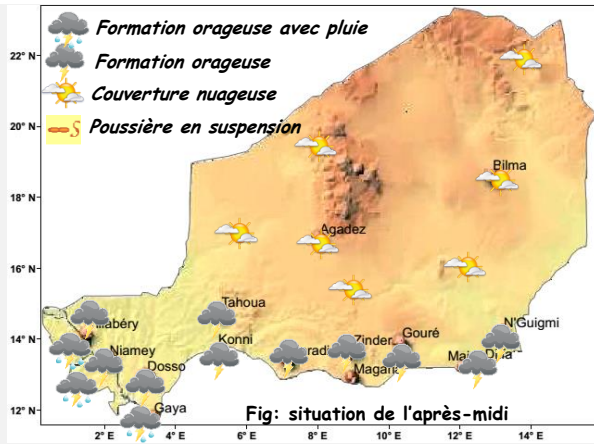 Formation orageuse avec pluie
Formation orageuse
Couverture nuageuse
Poussière en suspension
22° N
20° N
18° N
16° N
14° N
12° N
Bilma
Agadez
Tahoua
N'Guigmi
Konni
Zinder
Gouré
Niamey
Dosso
Gaya
Fig: situation de l'après-midi
2° E
4° E
6° E
8° E
10° E
12° E
14° E